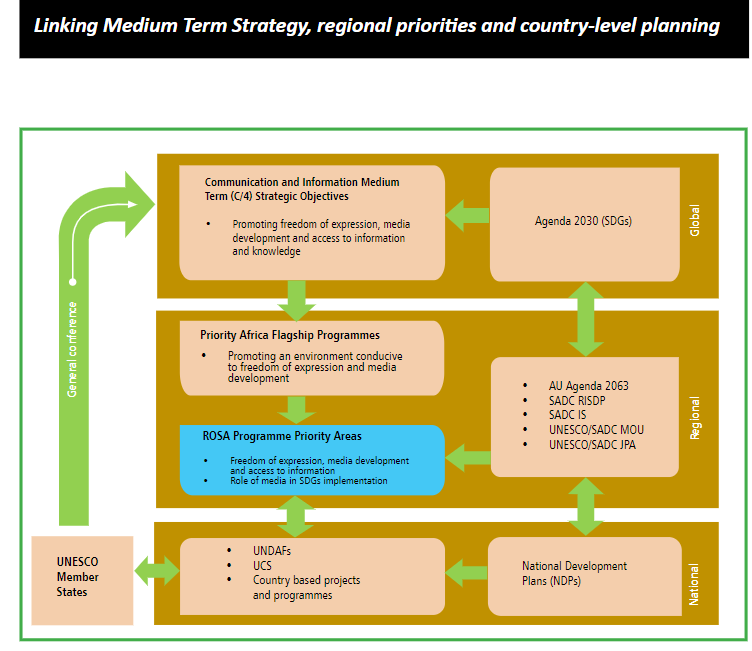 Linking Medium Term Strategy, regional priorities and country-level planning
Communication and Information Medium
Term (C/4) Strategic Objectives
• Promoting freedom of expression, media
development and access to information
and knowledge
Agenda 2030 (SDGs)
Global
General conference
Priority Africa Flagship Programmes
• Promoting an environment conducive
to freedom of expression and media
development
ROSA Programme Priority Areas
• Freedom of expression, media development
and access to information
• Role of media in SDGs implementation
• AU Agenda 2063
• SADC RISDP
• SADC IS
• UNESCO/SADC MOU
• UNESCO/SADC JPA
Regional
UNESCO
Member
States
• UNDAFs
• UCS
• Country based projects
and programmes
National Development
Plans (NDPs)
National